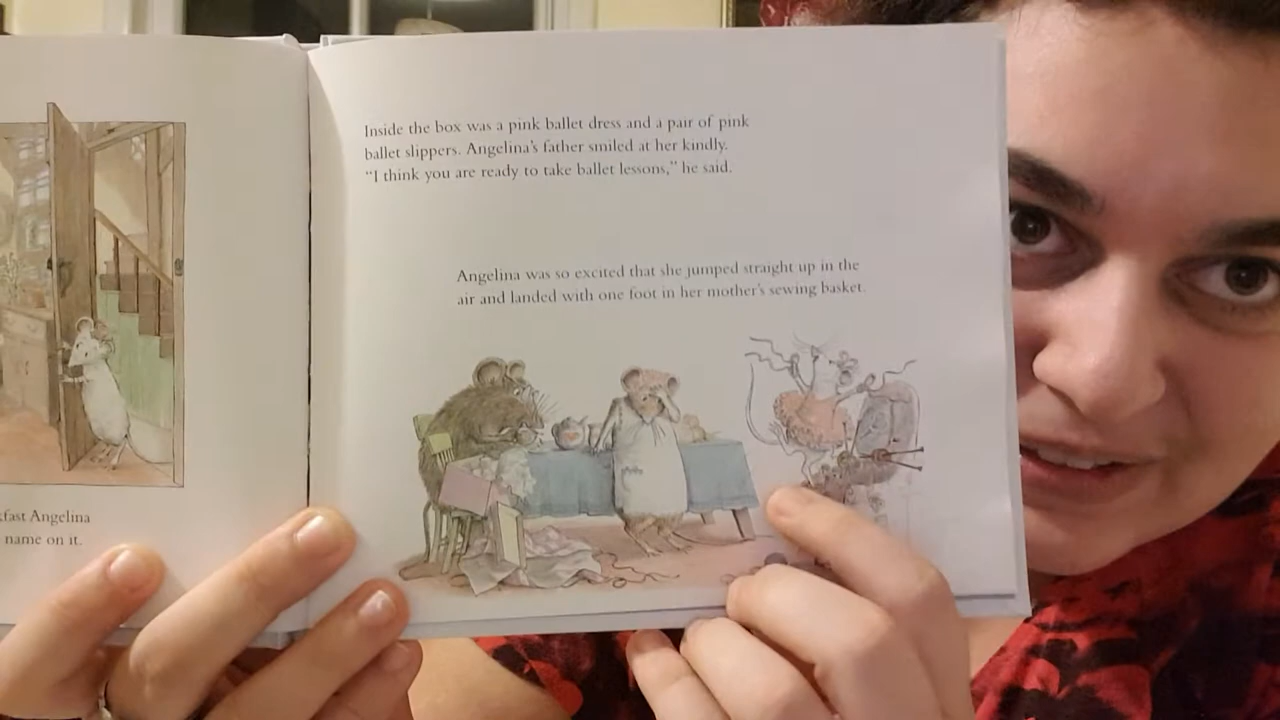 fast Angelina
name on it.
Inside the box was a pink ballet dress and a pair of pink
ballet slippers. Angelina's father smiled at her kindly.
“I think you are ready to take ballet lessons,” he said.
Angelina was so excited that she jumped straight up in the
air and landed with one foot in her mother's sewing basket.